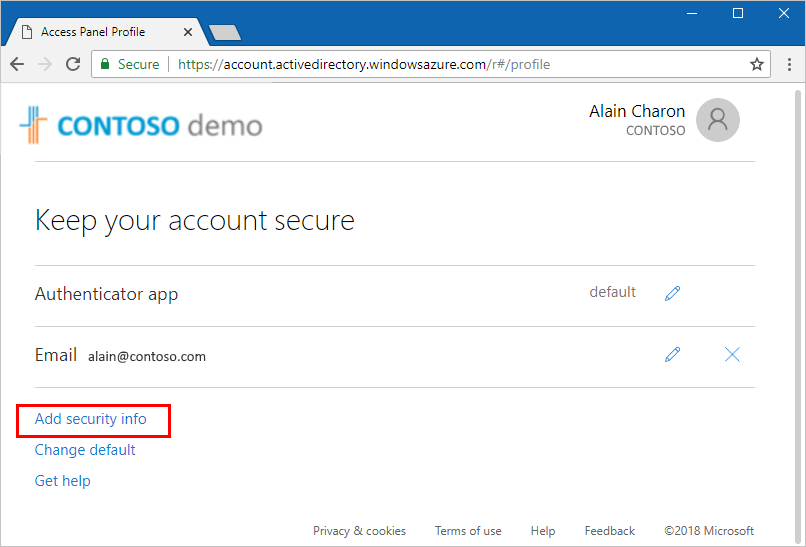 Access Panel Profile
Secure https://account.activedirectory.windowsazure.com/r#/profile
CONTOSO demo
Alain Charon
CONTOSO
Keep your account secure
Authenticator app default
Email alain@contoso.com
Add security info
Change default
Get help
Privacy & cookies Terms of use Help Feedback ©2018 Microsoft